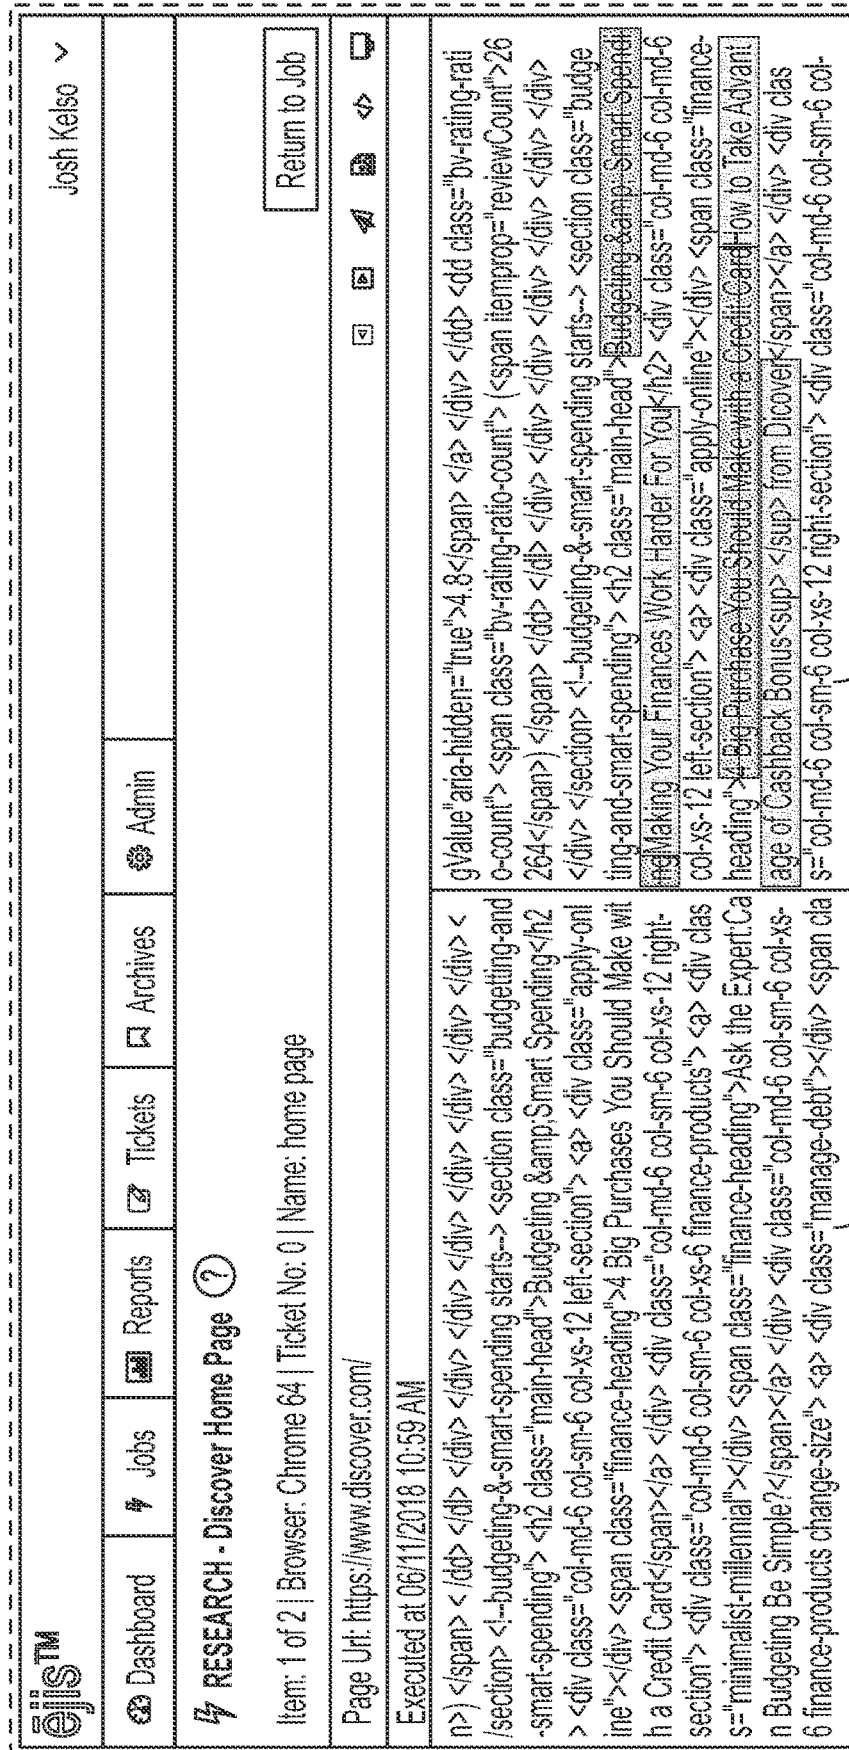 ējis™
Josh Kelso
Dashboard
Jobs
Reports
Tickets
Archives
Admin
RESEARCH - Discover Home Page ?
Return to Job
Item: 1 of 2 | Browser: Chrome 64 | Ticket No: 0 | Name: home page
Page Url: https://www.discover.com/
Executed at 06/11/2018 10:59 AM
n>) </span> < /dd> </dl> </div> </div> </div> </div> </div> </div> <
/section> <!--budgeting-&-smart-spending starts--> <section class="budgetting-and
-smart-spending"> <h2 class="main-head">Budgeting &amp;Smart Spending</h2
> <div class="col-md-6 col-sm-6 col-xs-12 left-section"> <a> <div class="apply-onl
ine"></div> <span class="finance-heading">4 Big Purchases You Should Make wit
h a Credit Card</span></a> </div> <div class="col-md-6 col-sm-6 col-xs-12 right-
section"> <div class="col-md-6 col-sm-6 col-xs-6 finance-products"> <a> <div clas
s="minimalist-millennial"></div> <span class="finance-heading">Ask the Expert:Ca
n Budgeting Be Simple?</span></a> </div> <div class="col-md-6 col-sm-6 col-xs-
6 finance-products change-size"> <a> <div class="manage-debt"></div> <span cla
gValue"aria-hidden="true">4.8</span> </a> </div> </dd> <dd class="bv-rating-rati
o-count"> <span class="bv-rating-ratio-count"> (<span itemprop="reviewCount">26
264</span>) </span> </dd> </dl> </div> </div> </div> </div> </div> </div>
</div> </section> <!--budgeting-&-smart-spending starts--> <section class="budge
ting-and-smart-spending"> <h2 class="main-head">Budgeting &amp Smart Spendi
ngMaking Your Finances Work Harder For You</h2> <div class="col-md-6 col-md-6
col-xs-12 left-section"> <a> <div class="apply-online"></div> <span class="finance-
heading">4 Big Purchase You Should Make with a Credit CardHow to Take Advant
age of Cashback Bonus<sup> </sup> from Dicover</span></a> </div> <div clas
s="col-md-6 col-sm-6 col-xs-12 right-section"> <div class="col-md-6 col-sm-6 col-